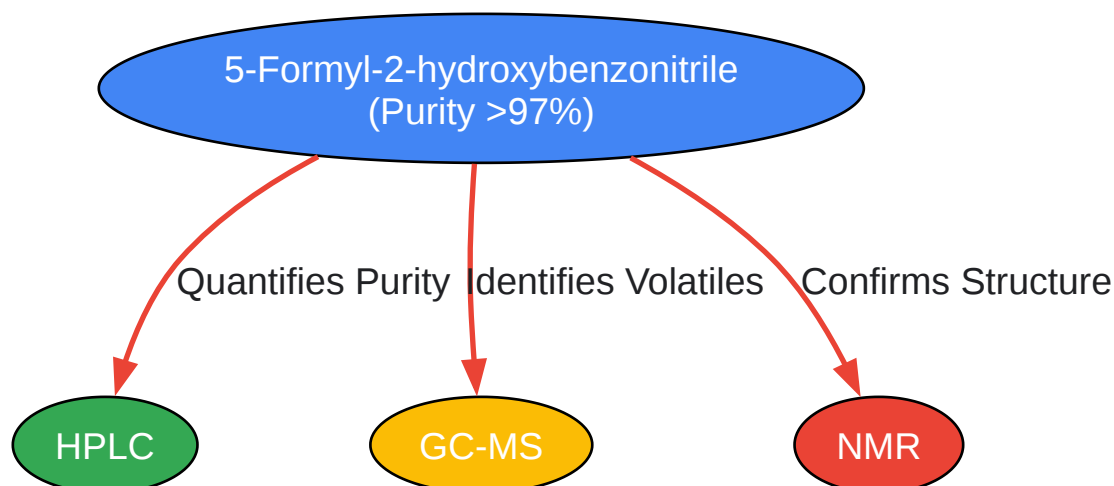 5-Formyl-2-hydroxybenzonitrile
(Purity >97%)
Quantifies Purity
Identifies Volatiles
Confirms Structure
HPLC
GC-MS
NMR